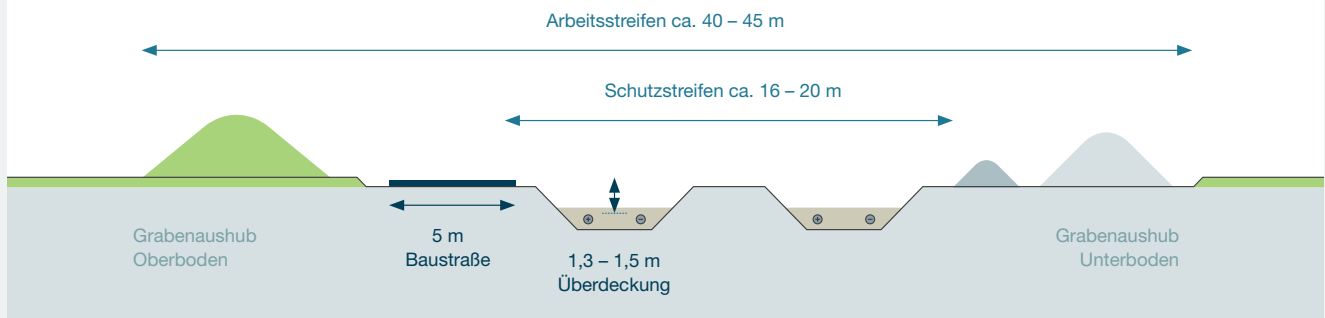 Arbeitsstreifen ca. 40 – 45 m
Schutzstreifen ca. 16 – 20 m
Grabenaushub
Oberboden
5 m
Baustraße
1,3 – 1,5 m
Überdeckung
Grabenaushub
Unterboden